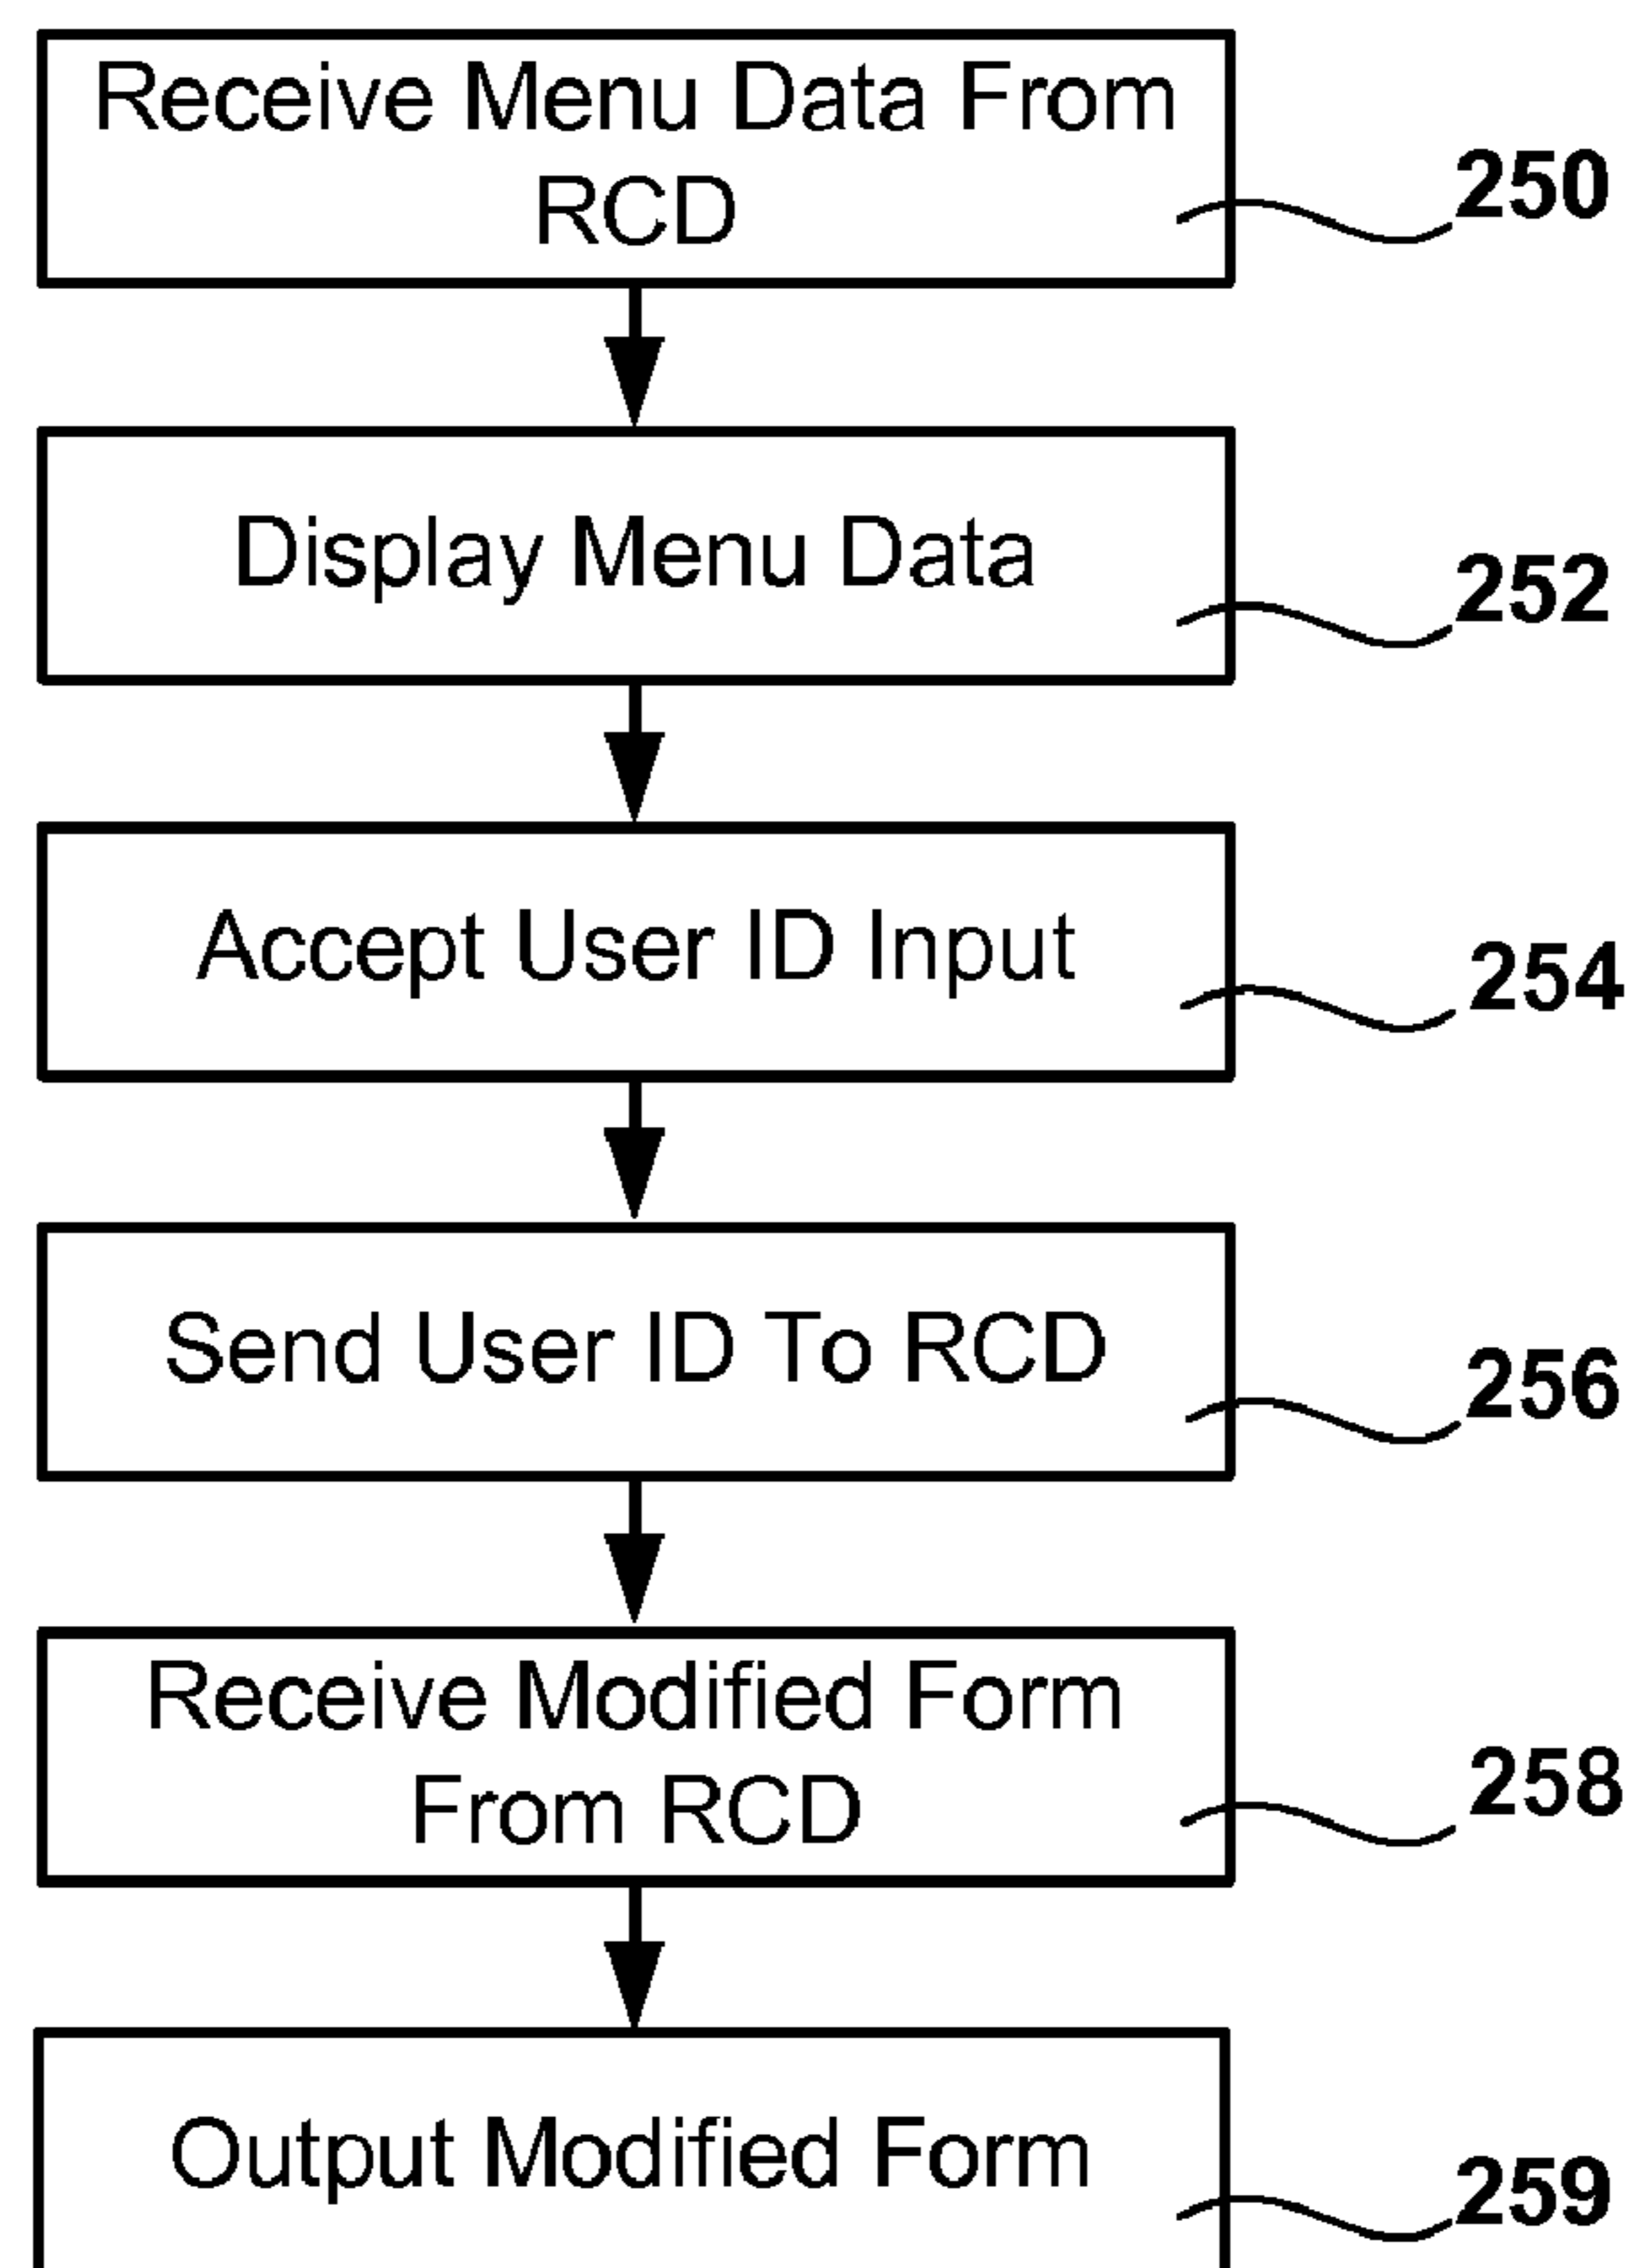 Receive Menu Data From
RCD
250
Display Menu Data
252
Accept User ID Input
254
Send User ID To RCD
256
Receive Modified Form
From RCD
258
Output Modified Form
259